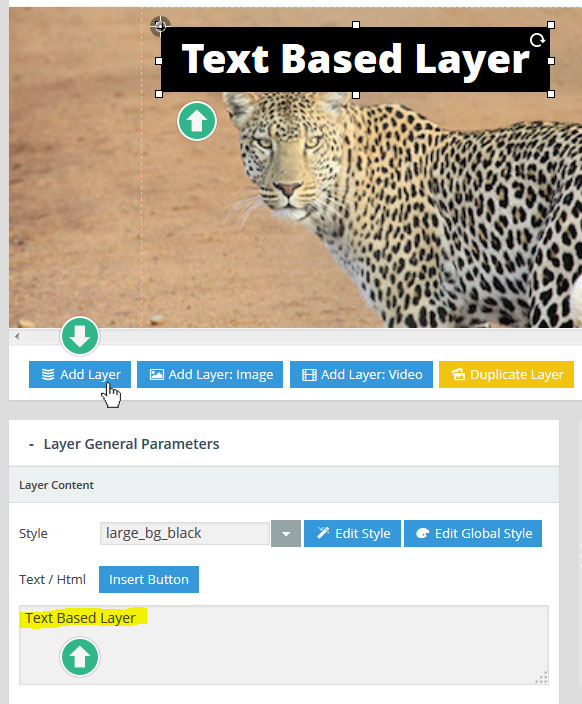 Text Based Layer
Add Layer Add Layer: Image Add Layer: Video Duplicate Layer
- Layer General Parameters
Layer Content
Style large_bg_black Edit Style Edit Global Style
Text / Html Insert Button
Text Based Layer